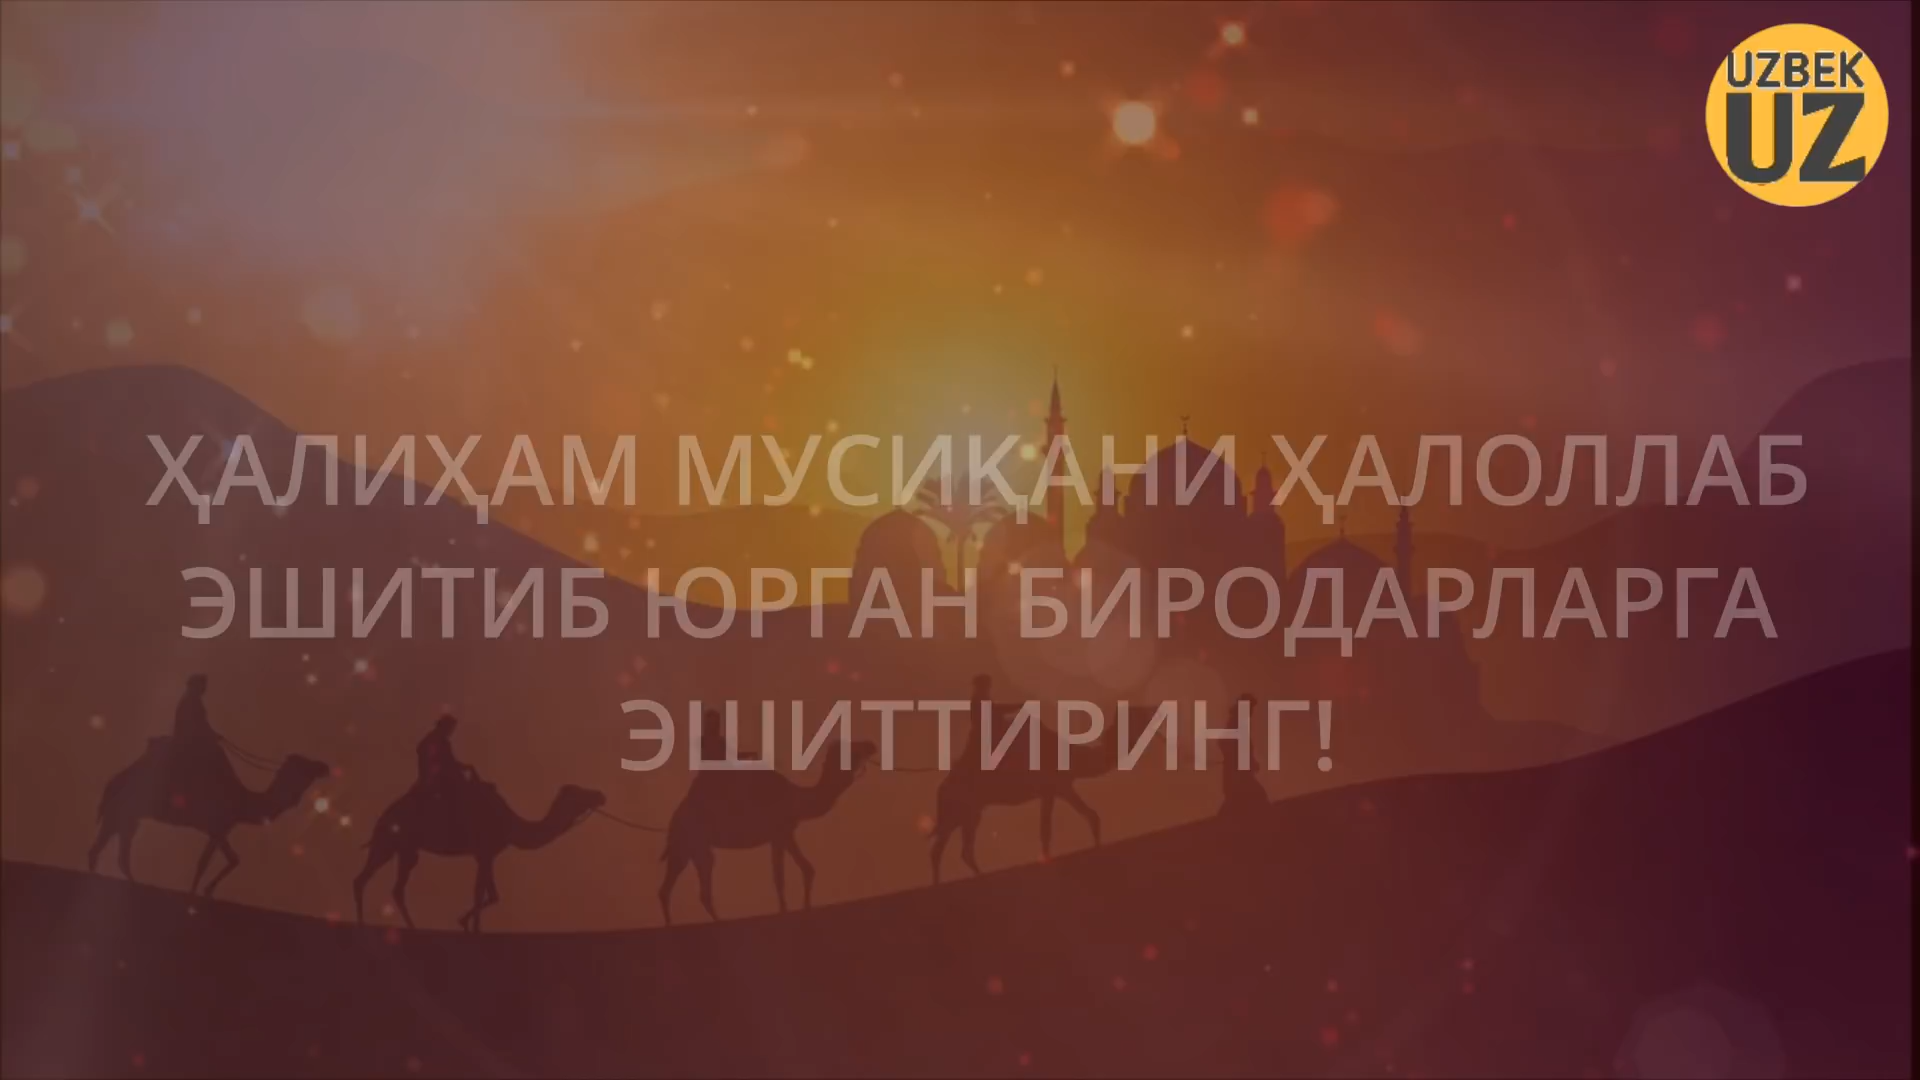 UZBEK
UZ
ҲАЛИҲАМ МУСИҚАНИ ҲАЛОЛЛАБ
ЭШИТИБ ЮРГАН БИРОДАРЛАРГА
ЭШИТТИРИНГ!